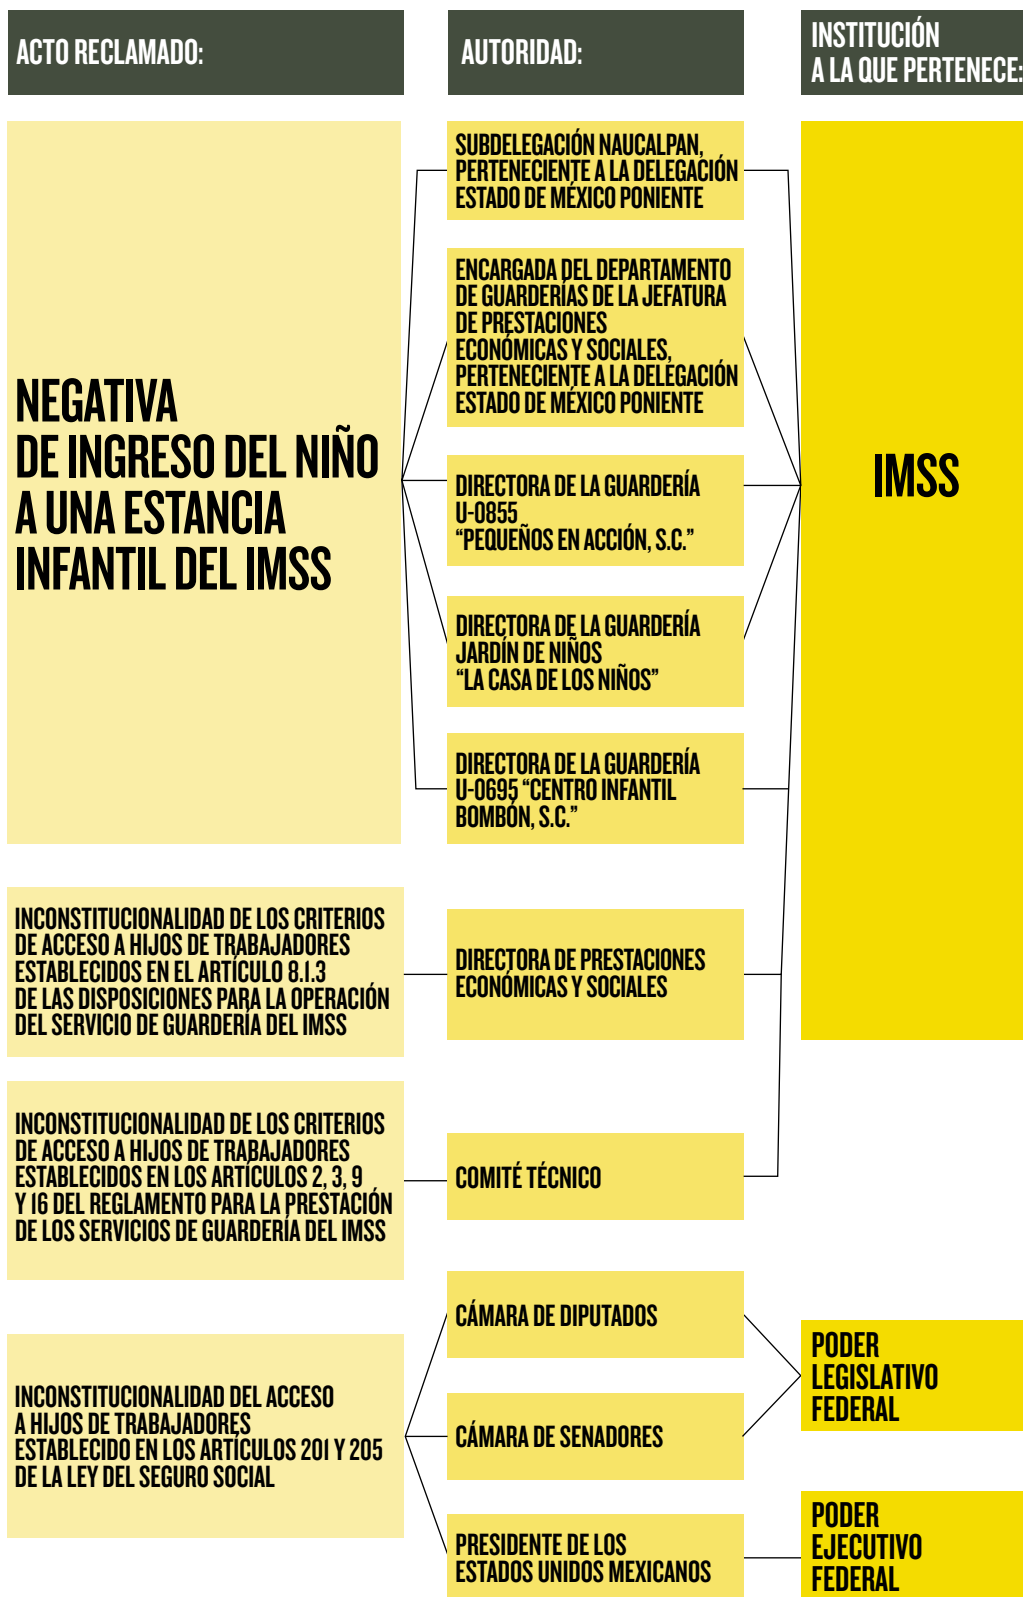 ACTO RECLAMADO:
AUTORIDAD:
INSTITUCIÓN
A LA QUE PERTENECE:
NEGATIVA
DE INGRESO DEL NIÑO
A UNA ESTANCIA
INFANTIL DEL IMSS
SUBDELEGACIÓN NAUCALPAN,
PERTENECIENTE A LA DELEGACIÓN
ESTADO DE MÉXICO PONIENTE
ENCARGADA DEL DEPARTAMENTO
DE GUARDERÍAS DE LA JEFATURA
DE PRESTACIONES
ECONÓMICAS Y SOCIALES,
PERTENECIENTE A LA DELEGACIÓN
ESTADO DE MÉXICO PONIENTE
DIRECTORA DE LA GUARDERÍA
U-0855
“PEQUEÑOS EN ACCIÓN, S.C.”
DIRECTORA DE LA GUARDERÍA
JARDÍN DE NIÑOS
“LA CASA DE LOS NIÑOS”
DIRECTORA DE LA GUARDERÍA
U-0695 “CENTRO INFANTIL
BOMBÓN, S.C.”
IMSS
INCONSTITUCIONALIDAD DE LOS CRITERIOS
DE ACCESO A HIJOS DE TRABAJADORES
ESTABLECIDOS EN EL ARTÍCULO 8.1.3
DE LAS DISPOSICIONES PARA LA OPERACIÓN
DEL SERVICIO DE GUARDERÍA DEL IMSS
DIRECTORA DE PRESTACIONES
ECONÓMICAS Y SOCIALES
INCONSTITUCIONALIDAD DE LOS CRITERIOS
DE ACCESO A HIJOS DE TRABAJADORES
ESTABLECIDOS EN LOS ARTÍCULOS 2, 3, 9
Y 16 DEL REGLAMENTO PARA LA PRESTACIÓN
DE LOS SERVICIOS DE GUARDERÍA DEL IMSS
COMITÉ TÉCNICO
INCONSTITUCIONALIDAD DEL ACCESO
A HIJOS DE TRABAJADORES
ESTABLECIDO EN LOS ARTÍCULOS 201 Y 205
DE LA LEY DEL SEGURO SOCIAL
CÁMARA DE DIPUTADOS
CÁMARA DE SENADORES
PRESIDENTE DE LOS
ESTADOS UNIDOS MEXICANOS
PODER
LEGISLATIVO
FEDERAL
PODER
EJECUTIVO
FEDERAL